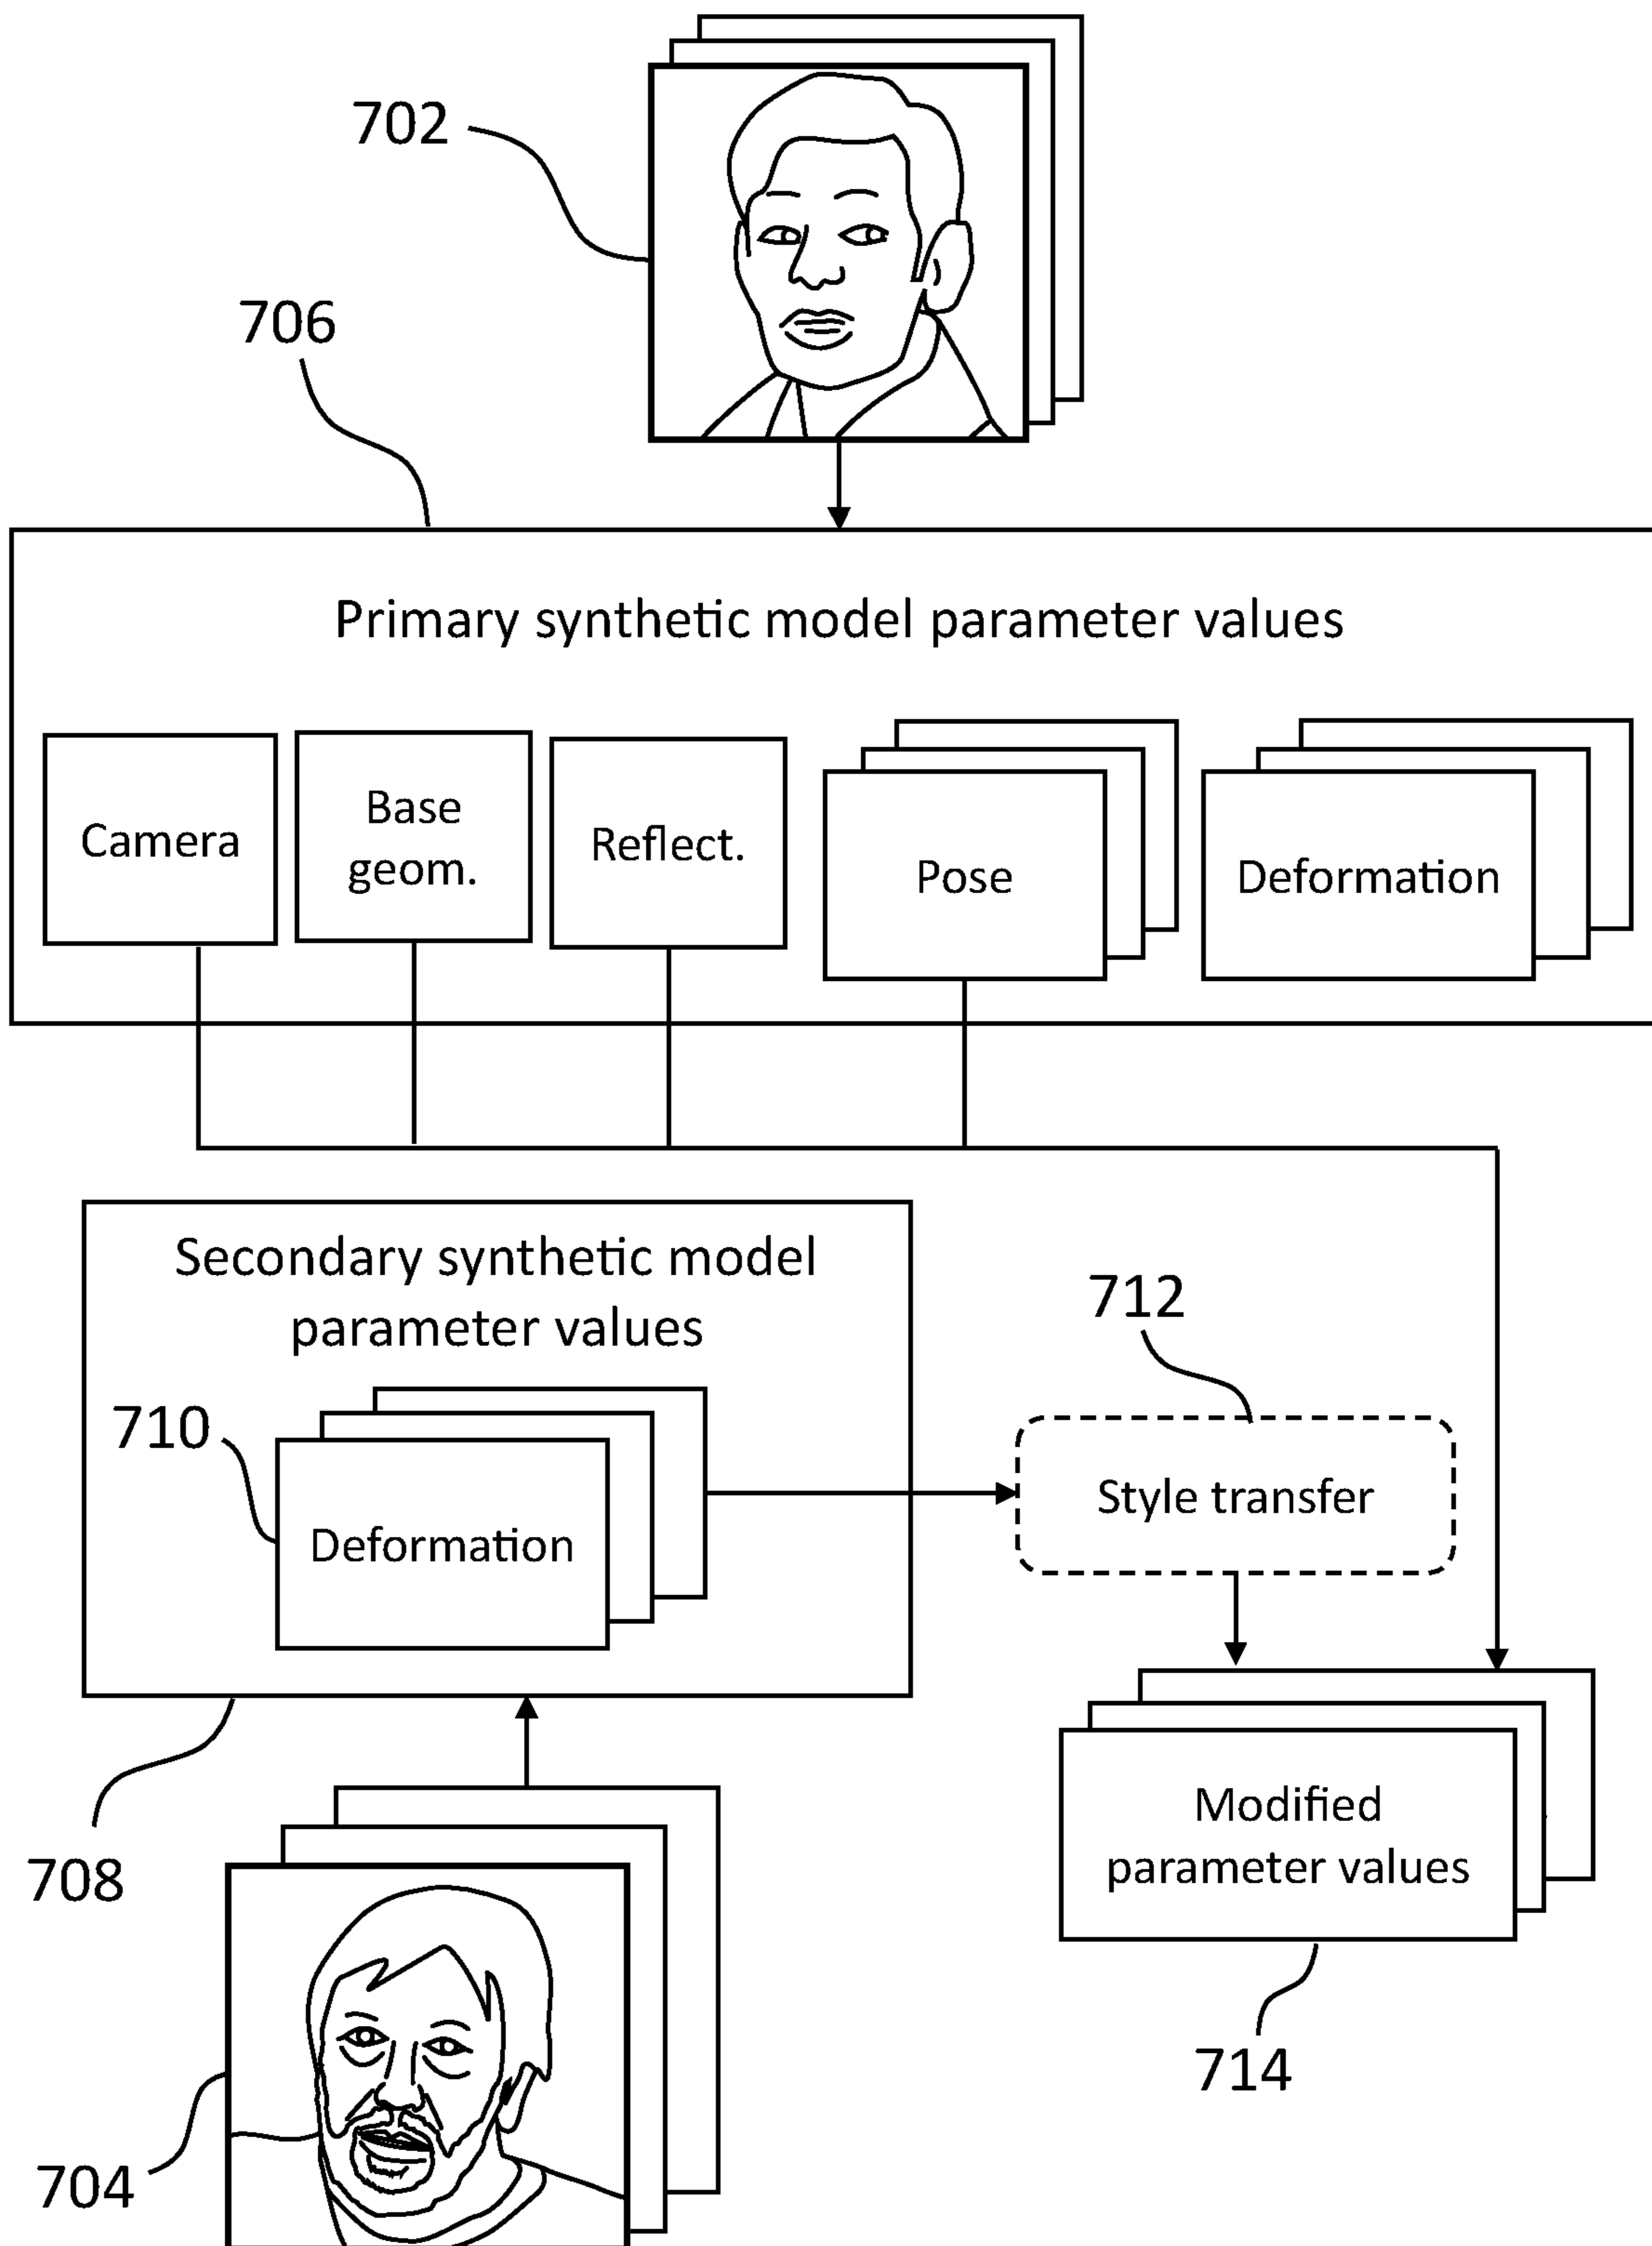 702
706
Primary synthetic model parameter values
Camera
Base
geom.
Reflect.
Pose
Deformation
Secondary synthetic model
parameter values
712
710
Style transfer
Deformation
Modified
parameter values
708
714
704